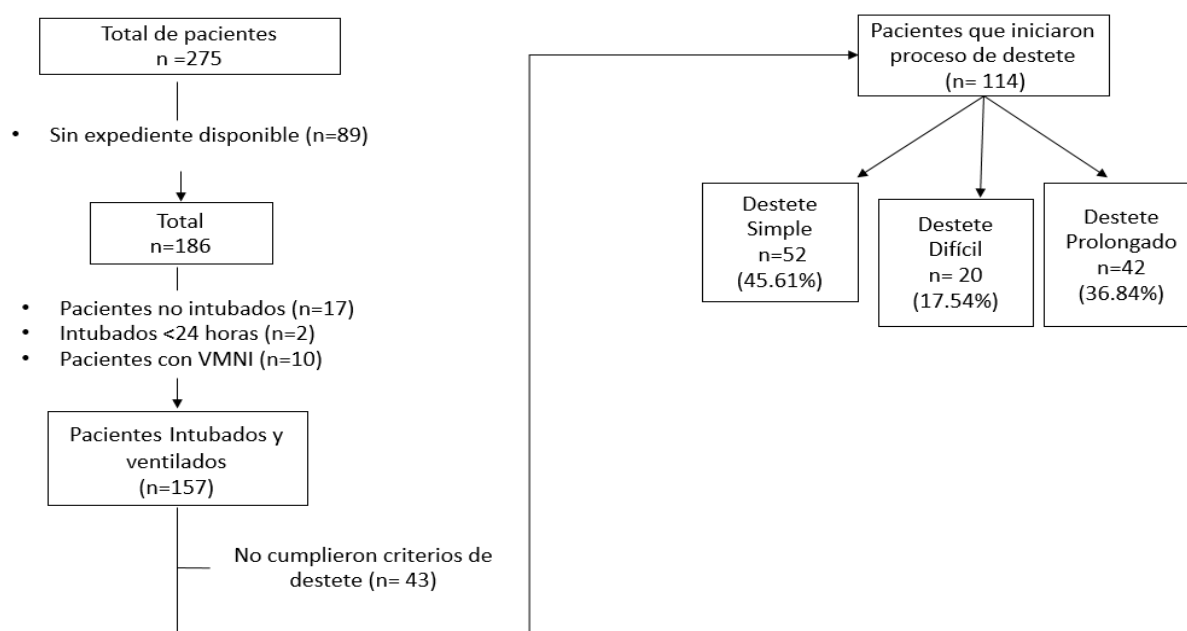 Total de pacientes
n =275
• Sin expediente disponible (n=89)
Total
n=186
• Pacientes no intubados (n=17)
• Intubados <24 horas (n=2)
• Pacientes con VMNI (n=10)
Pacientes Intubados y
ventilados
(n=157)
No cumplieron criterios de
destete (n= 43)
Pacientes que iniciaron
proceso de destete
(n= 114)
Destete
Simple
n=52
(45.61%)
Destete
Difícil
n= 20
(17.54%)
Destete
Prolongado
n=42
(36.84%)